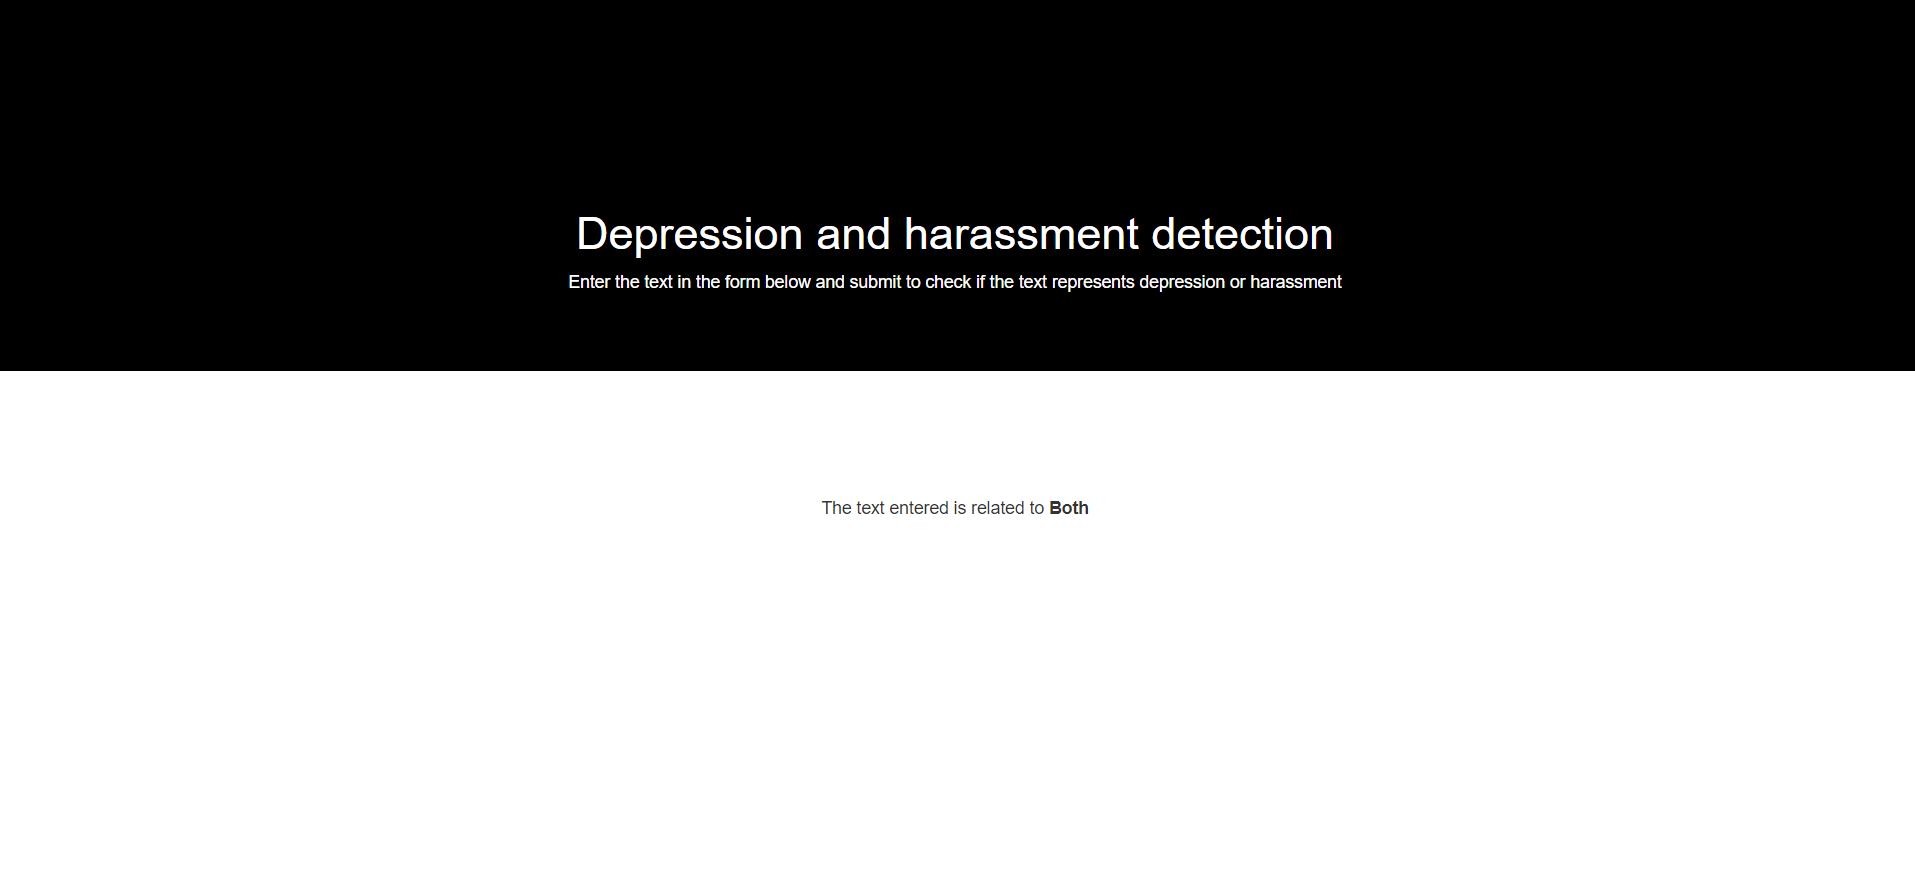 Depression and harassment detection
Enter the text in the form below and submit to check if the text represents depression or harassment
The text entered is related to Both